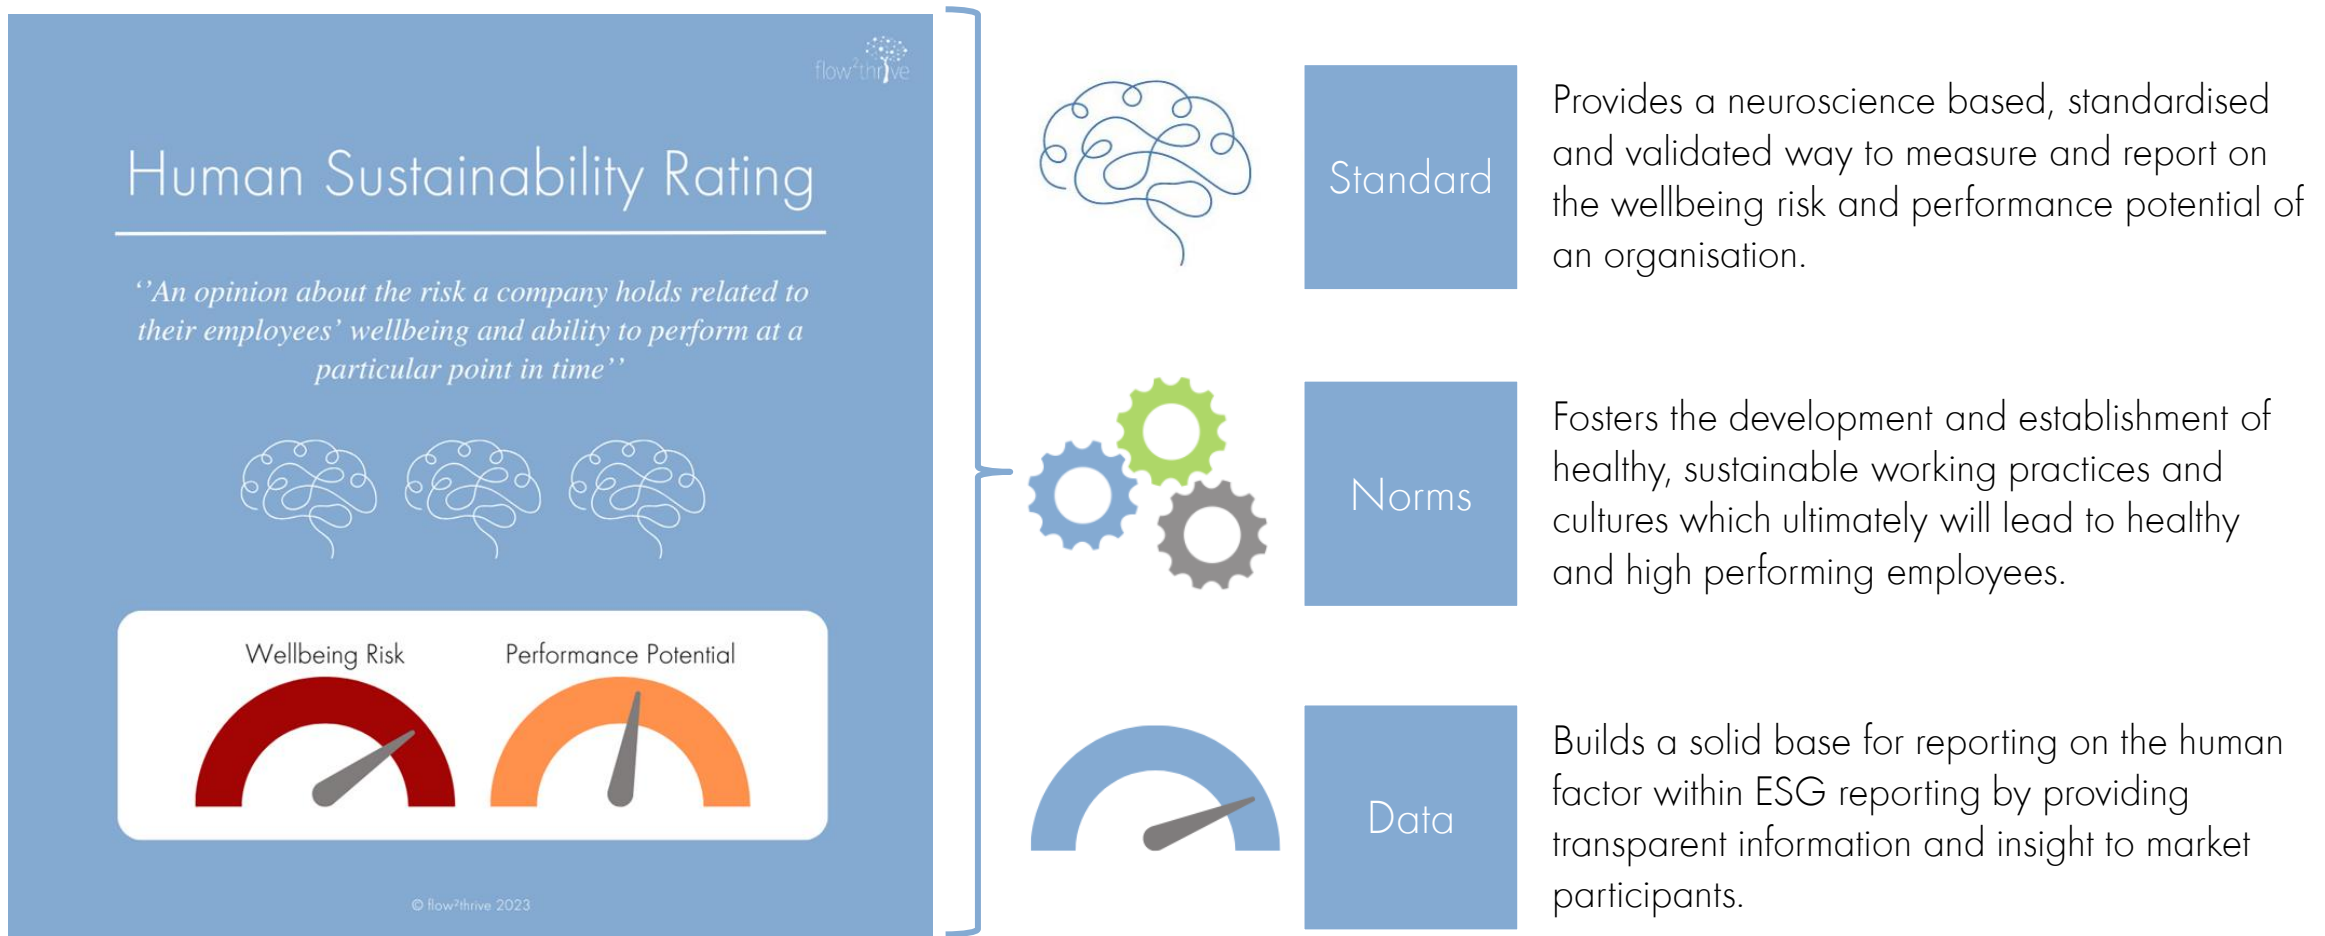 flow²thrive
Human Sustainability Rating
‘’An opinion about the risk a company holds related to
their employees’ wellbeing and ability to perform at a
particular point in time’’
Wellbeing Risk
Performance Potential
© flow²thrive 2023
Standard
Provides a neuroscience based, standardised
and validated way to measure and report on
the wellbeing risk and performance potential of
an organisation.
Norms
Fosters the development and establishment of
healthy, sustainable working practices and
cultures which ultimately will lead to healthy
and high performing employees.
Data
Builds a solid base for reporting on the human
factor within ESG reporting by providing
transparent information and insight to market
participants.